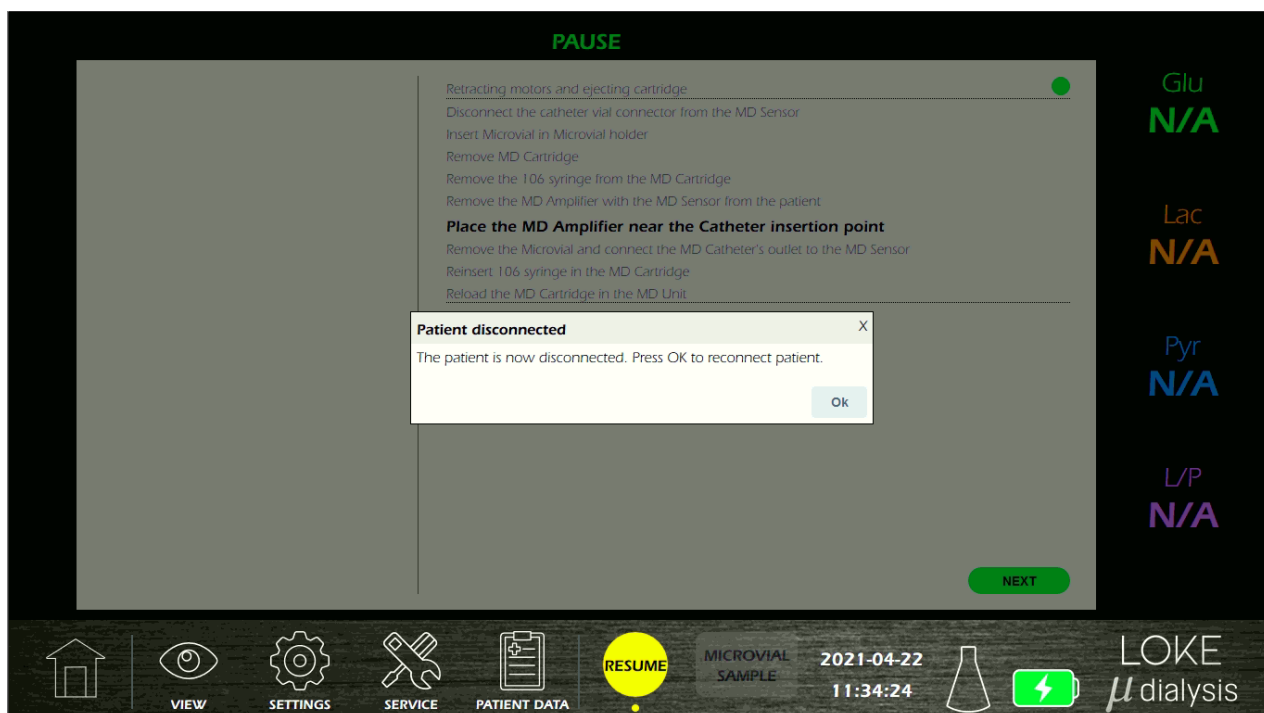 PAUSE
Retracting motors and ejecting cartridge
Disconnect the catheter vial connector from the MD Sensor
Insert Microvial in Microvial holder
Remove MD Cartridge
Remove the 106 syringe from the MD Cartridge
Remove the MD Amplifier with the MD Sensor from the patient
Place the MD Amplifier near the Catheter insertion point
Remove the Microvial and connect the MD Catheter's outlet to the MD Sensor
Reinsert 106 syringe in the MD Cartridge
Reload the MD Cartridge in the MD Unit
Patient disconnected X
The patient is now disconnected. Press OK to reconnect patient.
Ok
NEXT
Glu
N/A
Lac
N/A
Pyr
N/A
L/P
N/A
VIEW
SETTINGS
SERVICE
PATIENT DATA
RESUME
MICROVIAL
SAMPLE
2021-04-22
11:34:24
LOKE
μ dialysis